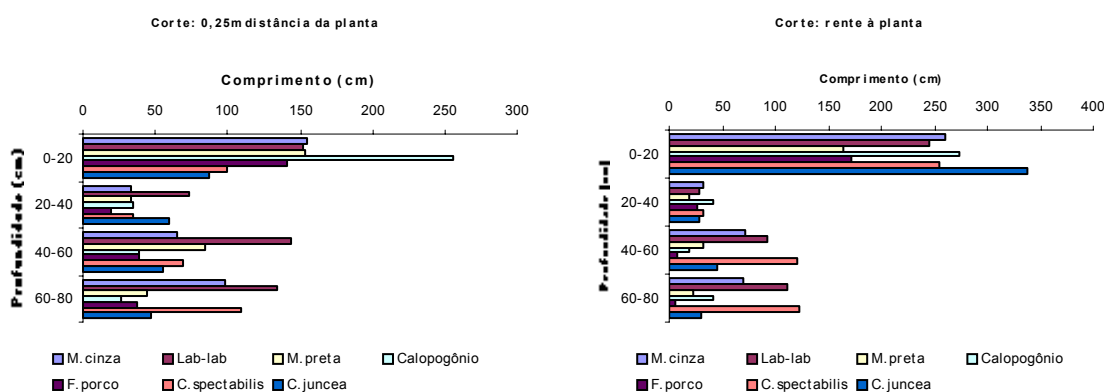 Corte: 0,25m distância da planta
Comprimento (cm)
0 50 100 150 200 250 300
Profundidade (cm)
0-20
20-40
40-60
60-80
M. cinza Lab-lab M. preta Calopogônio
F. porco C. spectabilis C. juncea
Corte: rente à planta
Comprimento (cm)
0 50 100 150 200 250 300 350 400
Profundidade (cm)
0-20
20-40
40-60
60-80
M. cinza Lab-lab M. preta Calopogônio
F. porco C. spectabilis C. juncea